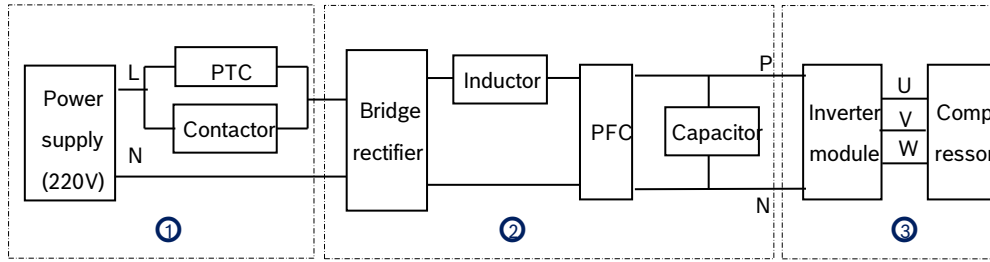 Power
supply
(220V)
L
N
PTC
Contactor
1
Bridge
rectifier
Inductor
PFC
Capacitor
P
N
2
Inverter
module
U
V
W
Comp
ressor
3